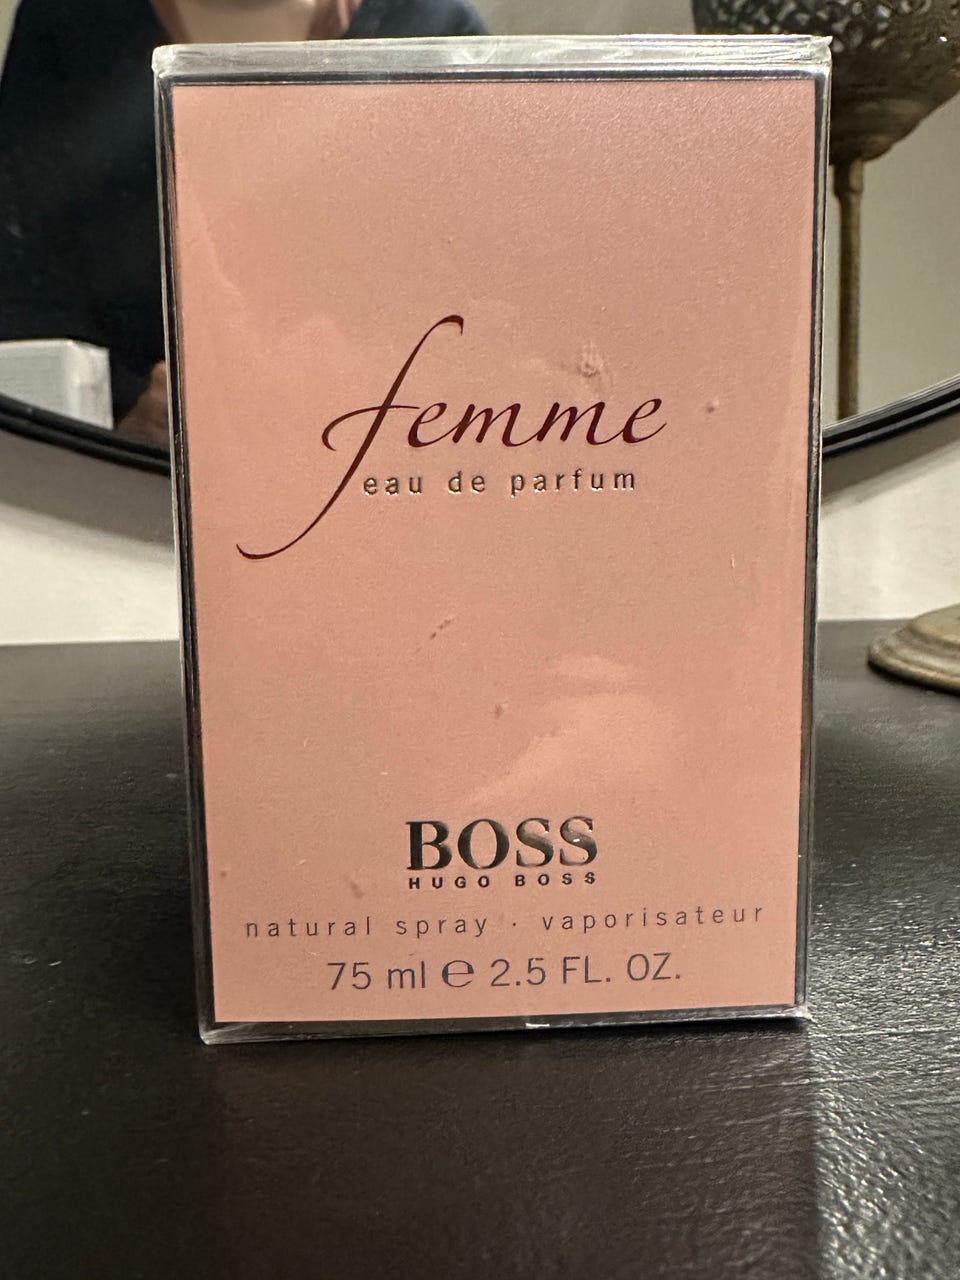 femme
eau de parfum
BOSS
HUGO BOSS
natural spray · vaporisateur
75 ml ℮ 2.5 FL. OZ.